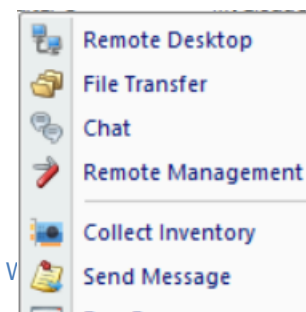 Remote Desktop
File Transfer
Chat
Remote Management
Collect Inventory
Send Message